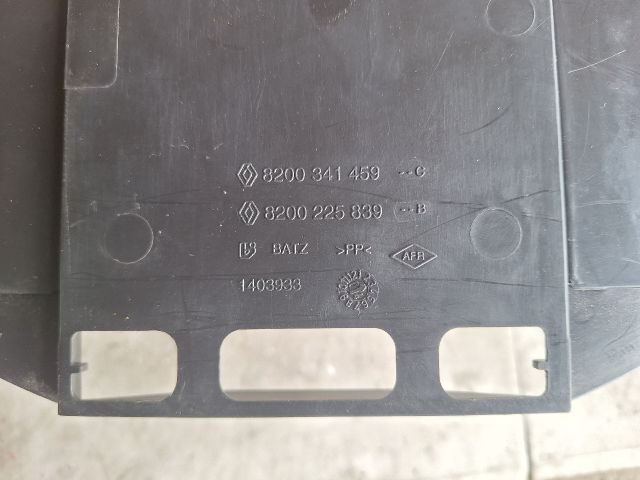 8200 341 459 --C
8200 225 839 --B
BATZ >PP< AFR
1403933